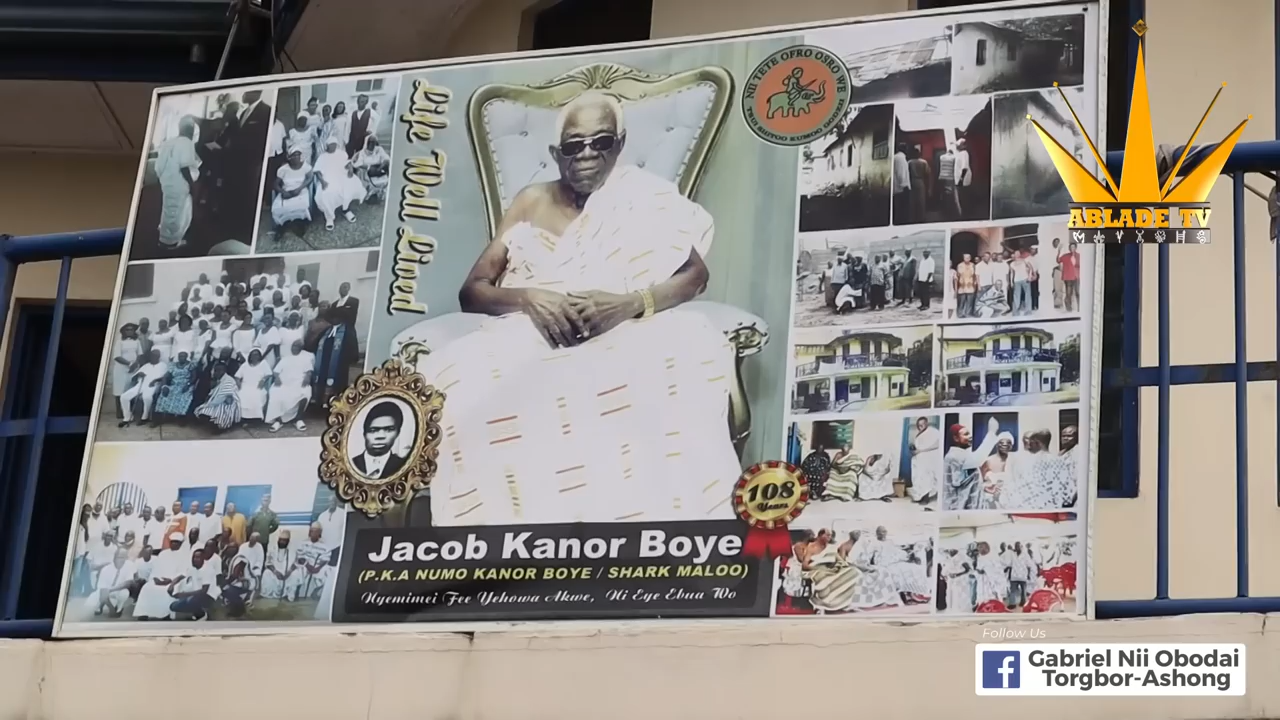 Life Well Lived
NII TETE OFRO OSRO WE
108
Years
Jacob Kanor Boye
(P.K.A NUMO KANOR BOYE / SHARK MALOO)
Nyemimei Fee Yehowa Akwe, Ni Eye Ebua Wo
ABLADE TV
Follow Us
f Gabriel Nii Obodai
Torgbor-Ashong